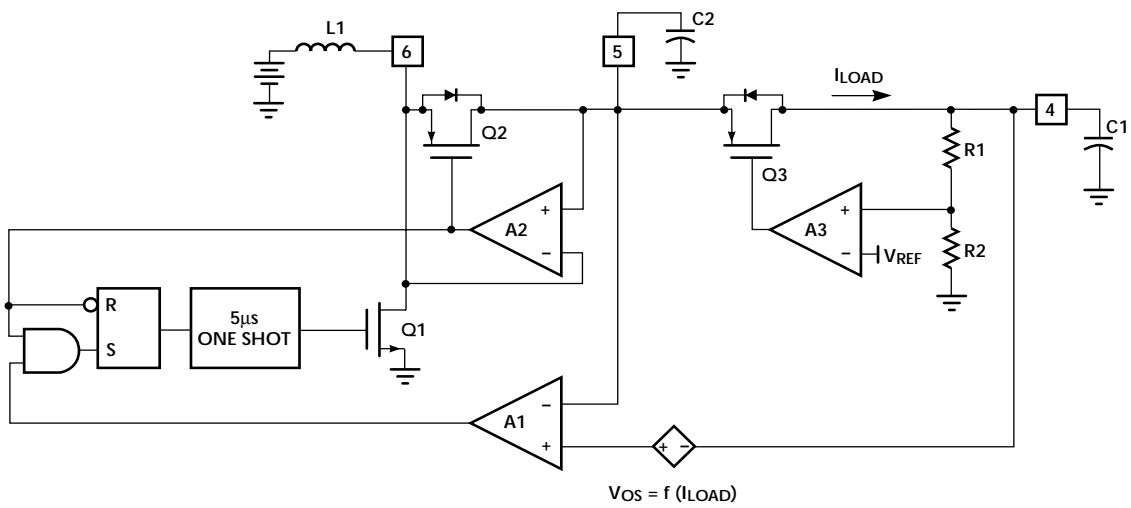 L1
6
5
C2
ILOAD
4
C1
Q2
Q3
R1
A2
+
–
A3
+
–
VREF
R2
R
S
5µs
ONE SHOT
Q1
A1
–
+
+ –
VOS = f (ILOAD)